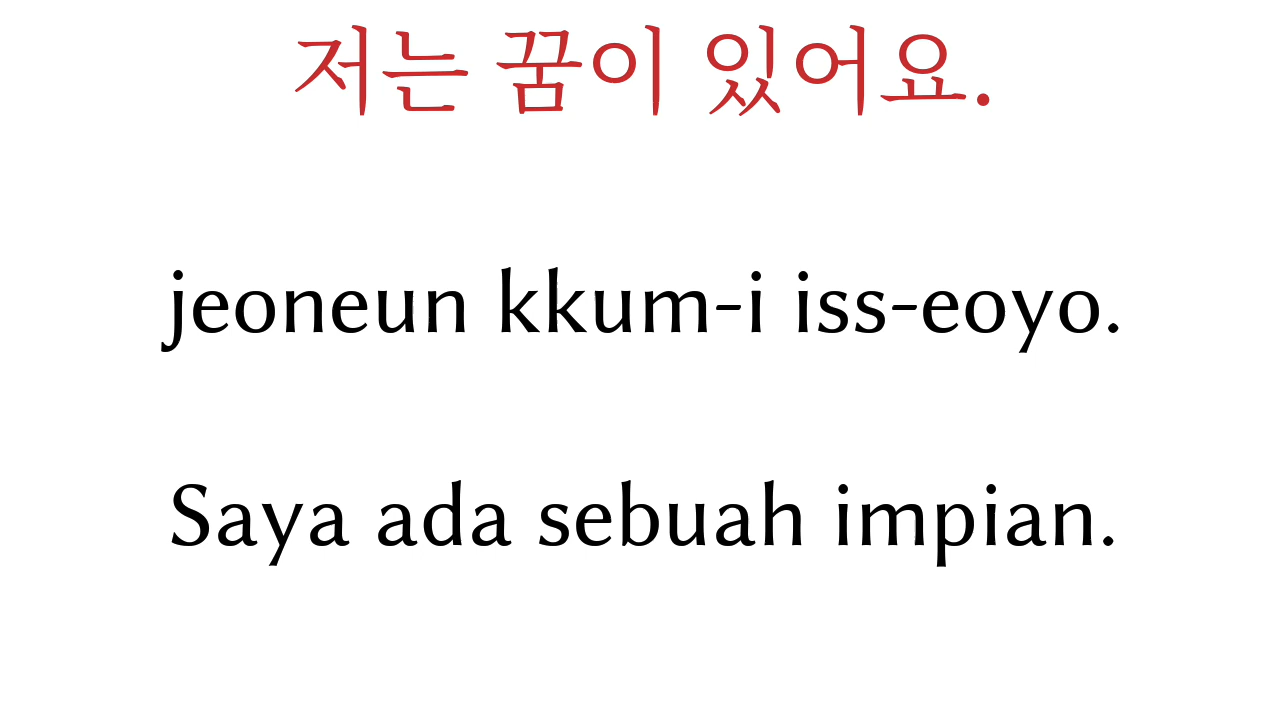 저는 꿈이 있어요.
jeoneun kkum-i iss-eoyo.
Saya ada sebuah impian.